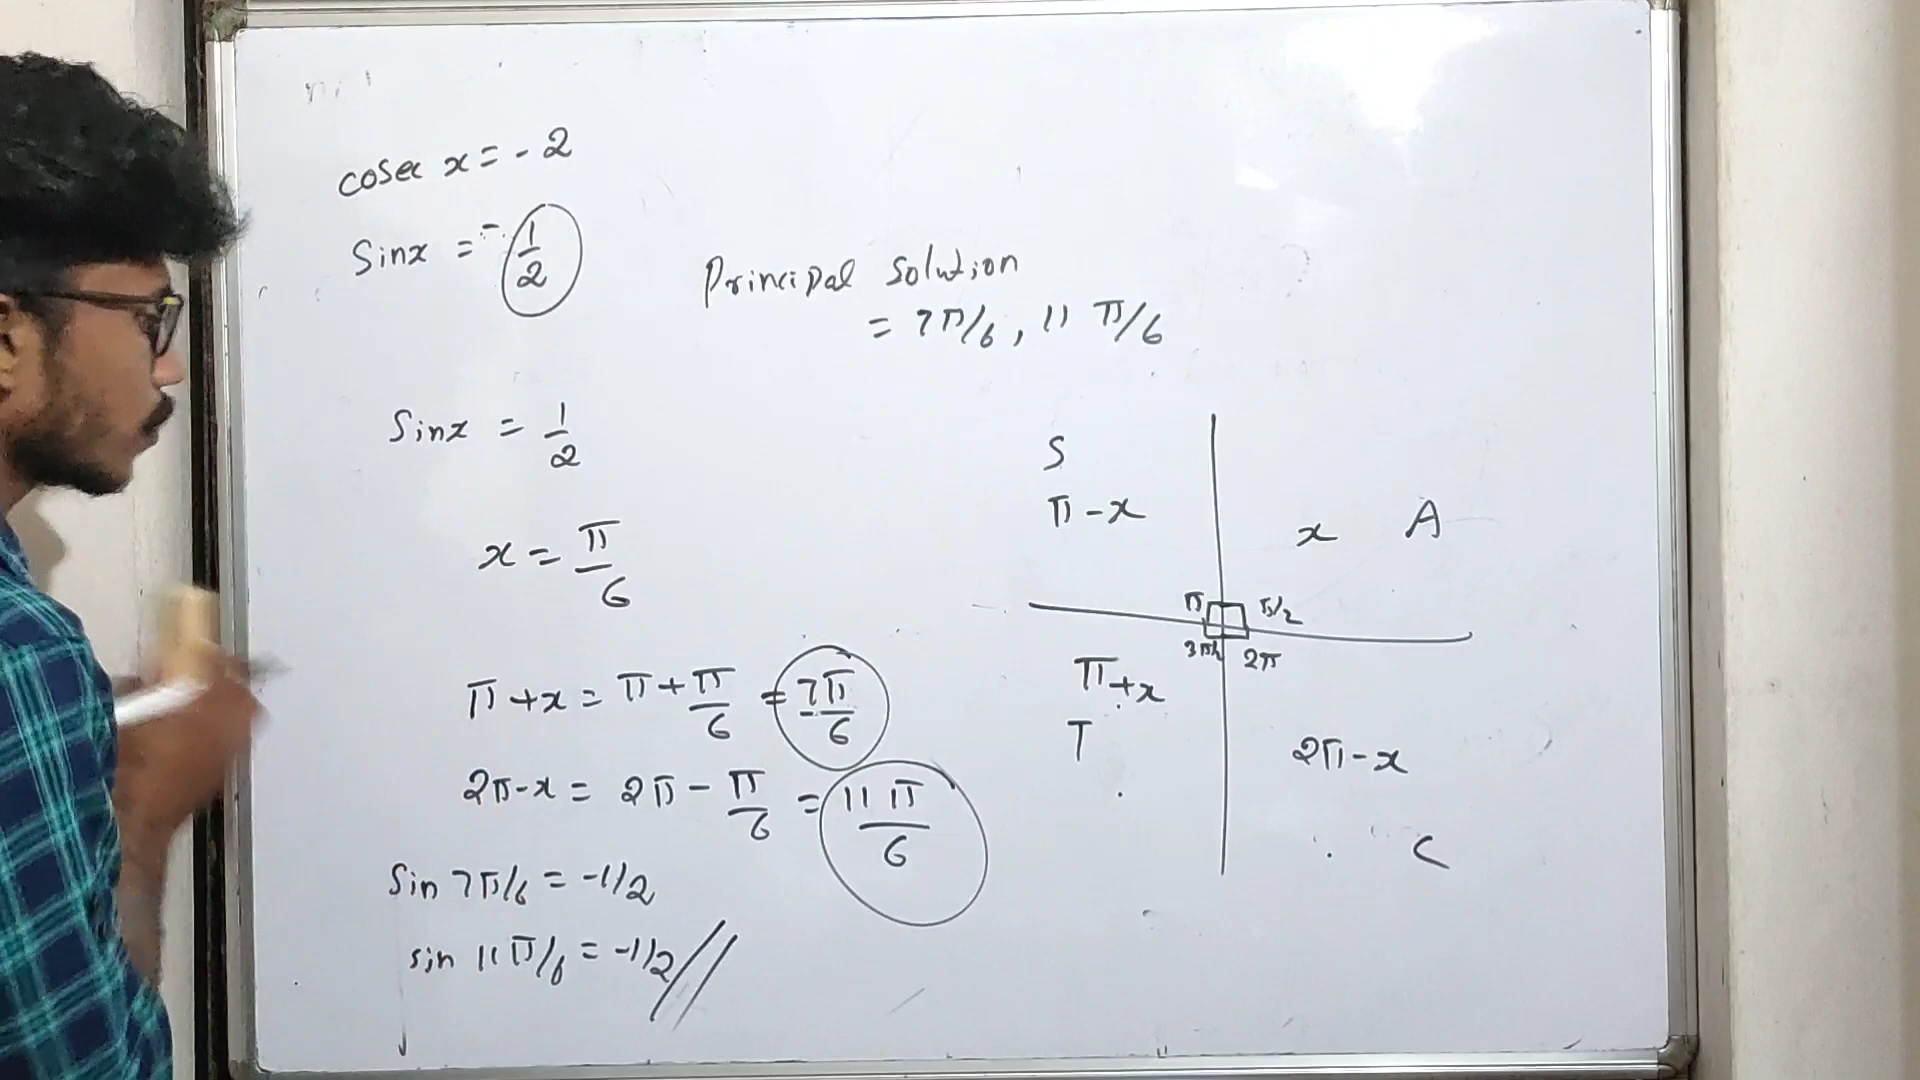 cosec x = - 2
Sinx = - 1/2
Principal Solution
= 7π/6, 11 π/6
Sinx = 1/2
x = π/6
π + x = π + π/6 = 7π/6
2π - x = 2π - π/6 = 11π/6
Sin 7π/6 = -1/2
sin 11π/6 = -1/2 //
S
π - x
x A
π π/2
3π/2 2π
π + x
T
2π - x
C